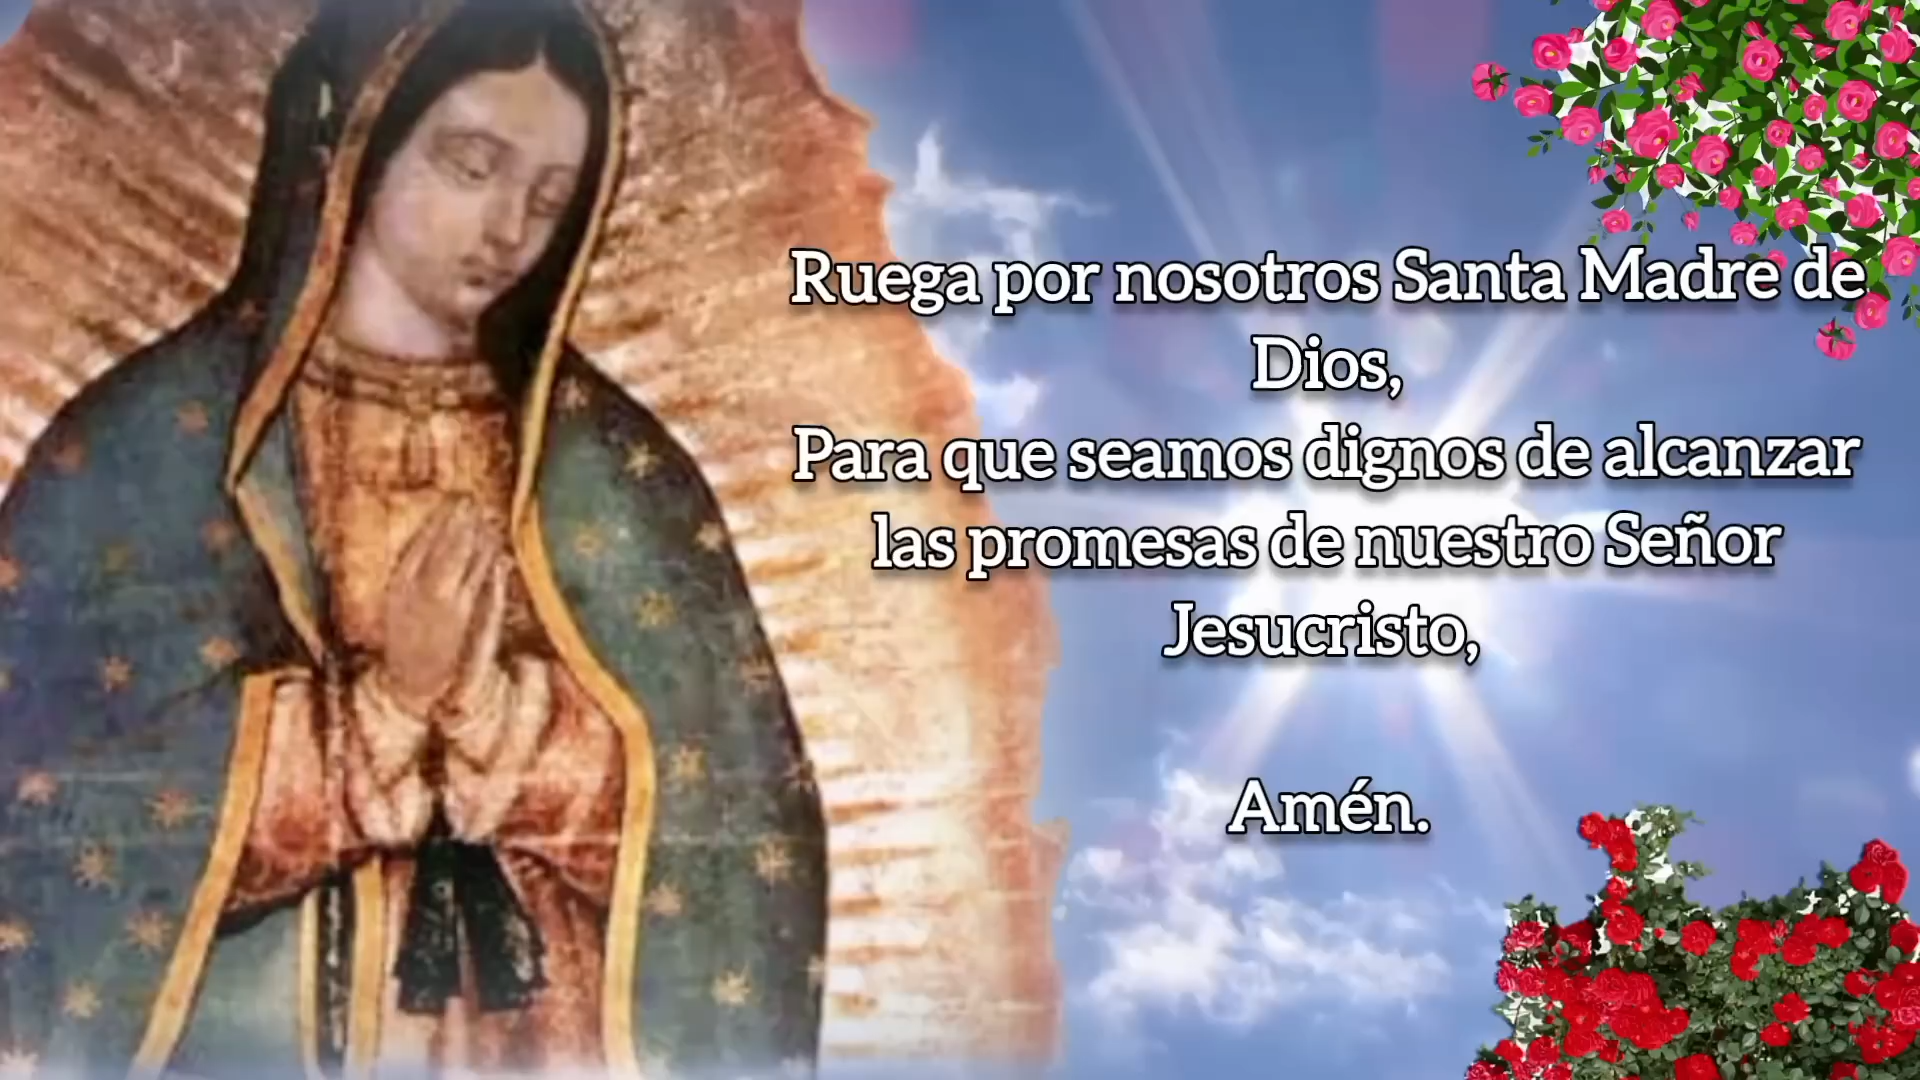 Ruega por nosotros Santa Madre de
Dios,
Para que seamos dignos de alcanzar
las promesas de nuestro Señor
Jesucristo,
Amén.